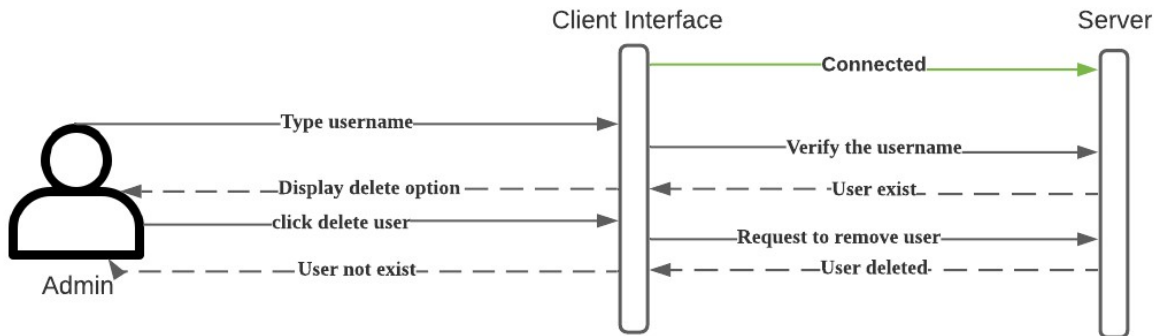 Client Interface
Server
Connected
Type username
Verify the username
Display delete option
User exist
click delete user
Request to remove user
User not exist
User deleted
Admin